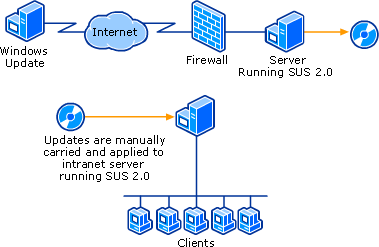 Internet
Windows
Update
Firewall
Server
Running SUS 2.0
Updates are manually
carried and applied to
intranet server
running SUS 2.0
Clients